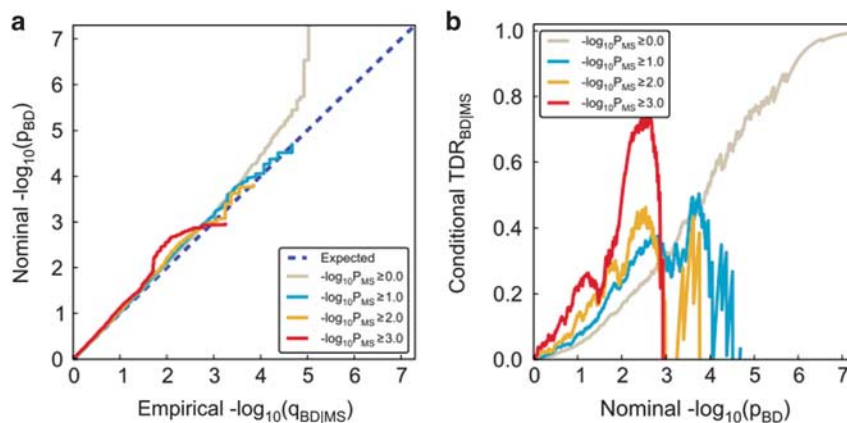 a
Nominal -log10(pBD)
7
6
5
4
3
2
1
0
0 1 2 3 4 5 6 7
Empirical -log10(qBD|MS)
Expected
-log10PMS≥0.0
-log10PMS≥1.0
-log10PMS≥2.0
-log10PMS≥3.0
b
Conditional TDRBD|MS
1.0
0.8
0.6
0.4
0.2
0.0
0 1 2 3 4 5 6 7
Nominal -log10(pBD)
-log10PMS≥0.0
-log10PMS≥1.0
-log10PMS≥2.0
-log10PMS≥3.0